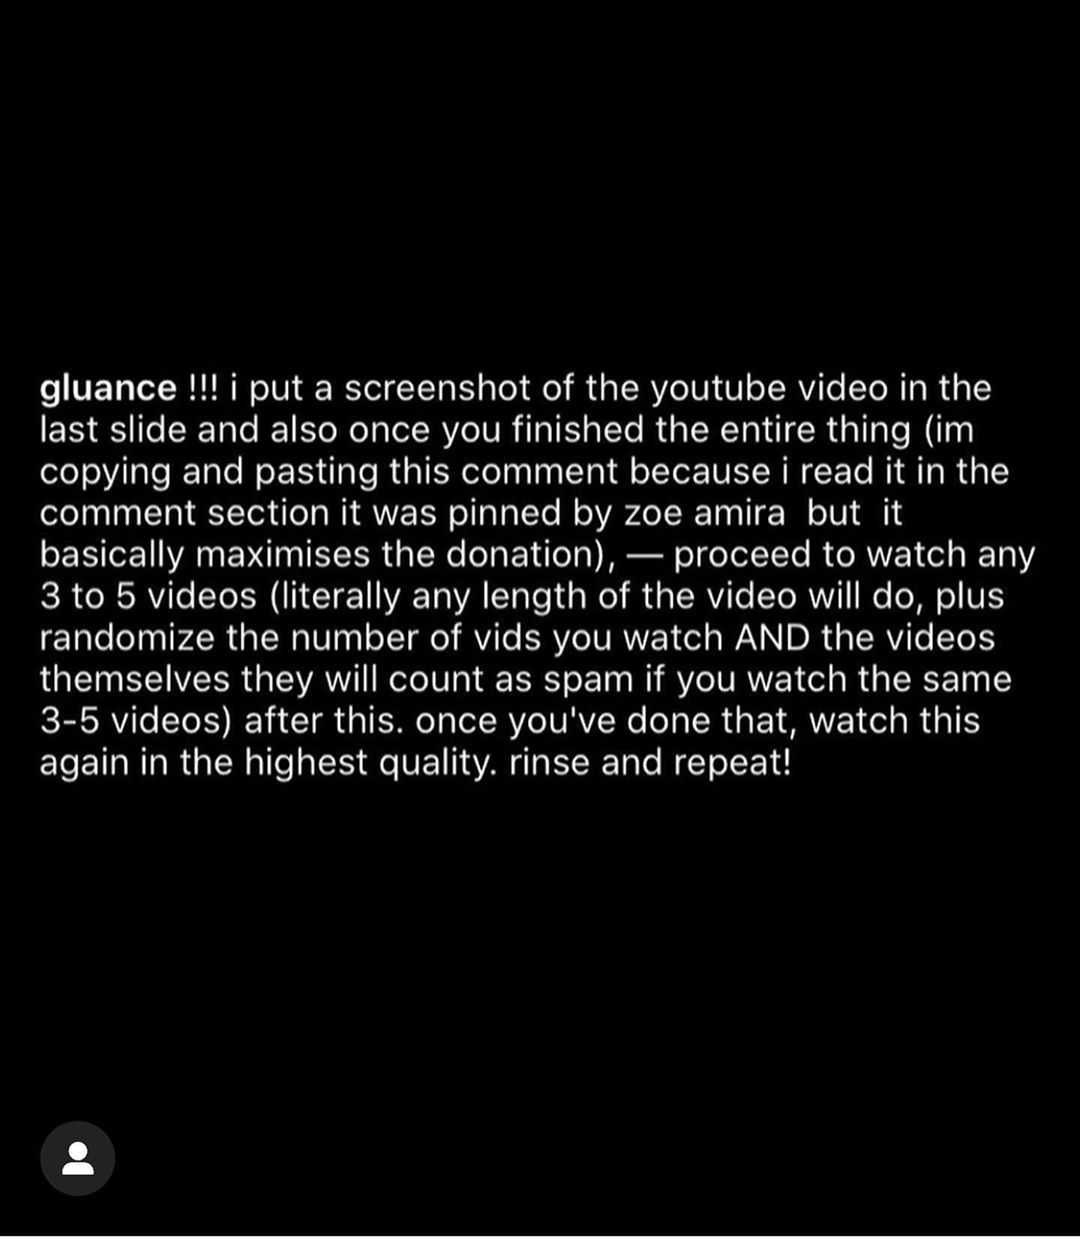 gluance !!! i put a screenshot of the youtube video in the
last slide and also once you finished the entire thing (im
copying and pasting this comment because i read it in the
comment section it was pinned by zoe amira  but  it
basically maximises the donation), — proceed to watch any
3 to 5 videos (literally any length of the video will do, plus
randomize the number of vids you watch AND the videos
themselves they will count as spam if you watch the same
3-5 videos) after this. once you've done that, watch this
again in the highest quality. rinse and repeat!